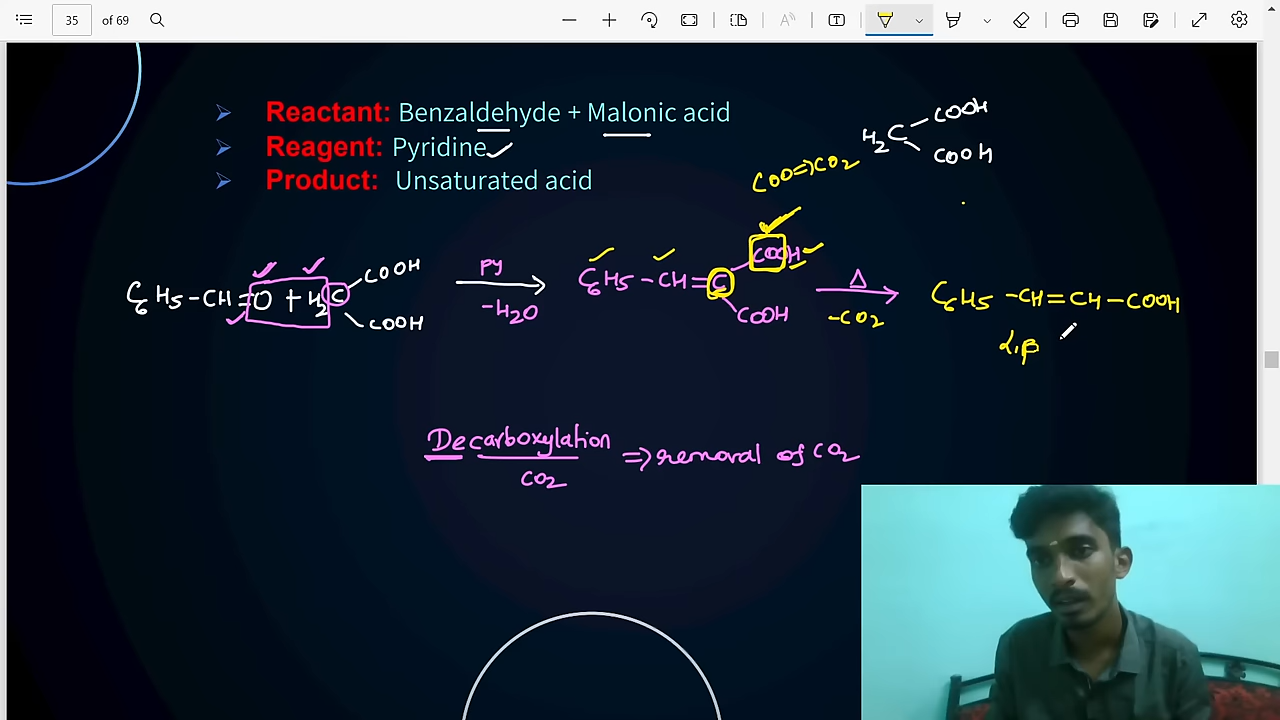 35 of 69
Reactant: Benzaldehyde + Malonic acid
Reagent: Pyridine
Product: Unsaturated acid
H2C COOH
COOH
COO⇒CO2
C6H5-CH=O + H2C COOH
COOH
py
-H2O
C6H5-CH=C COOH
COOH
Δ
-CO2
C6H5-CH=CH-COOH
α,β
Decarboxylation ⇒ removal of CO2
CO2